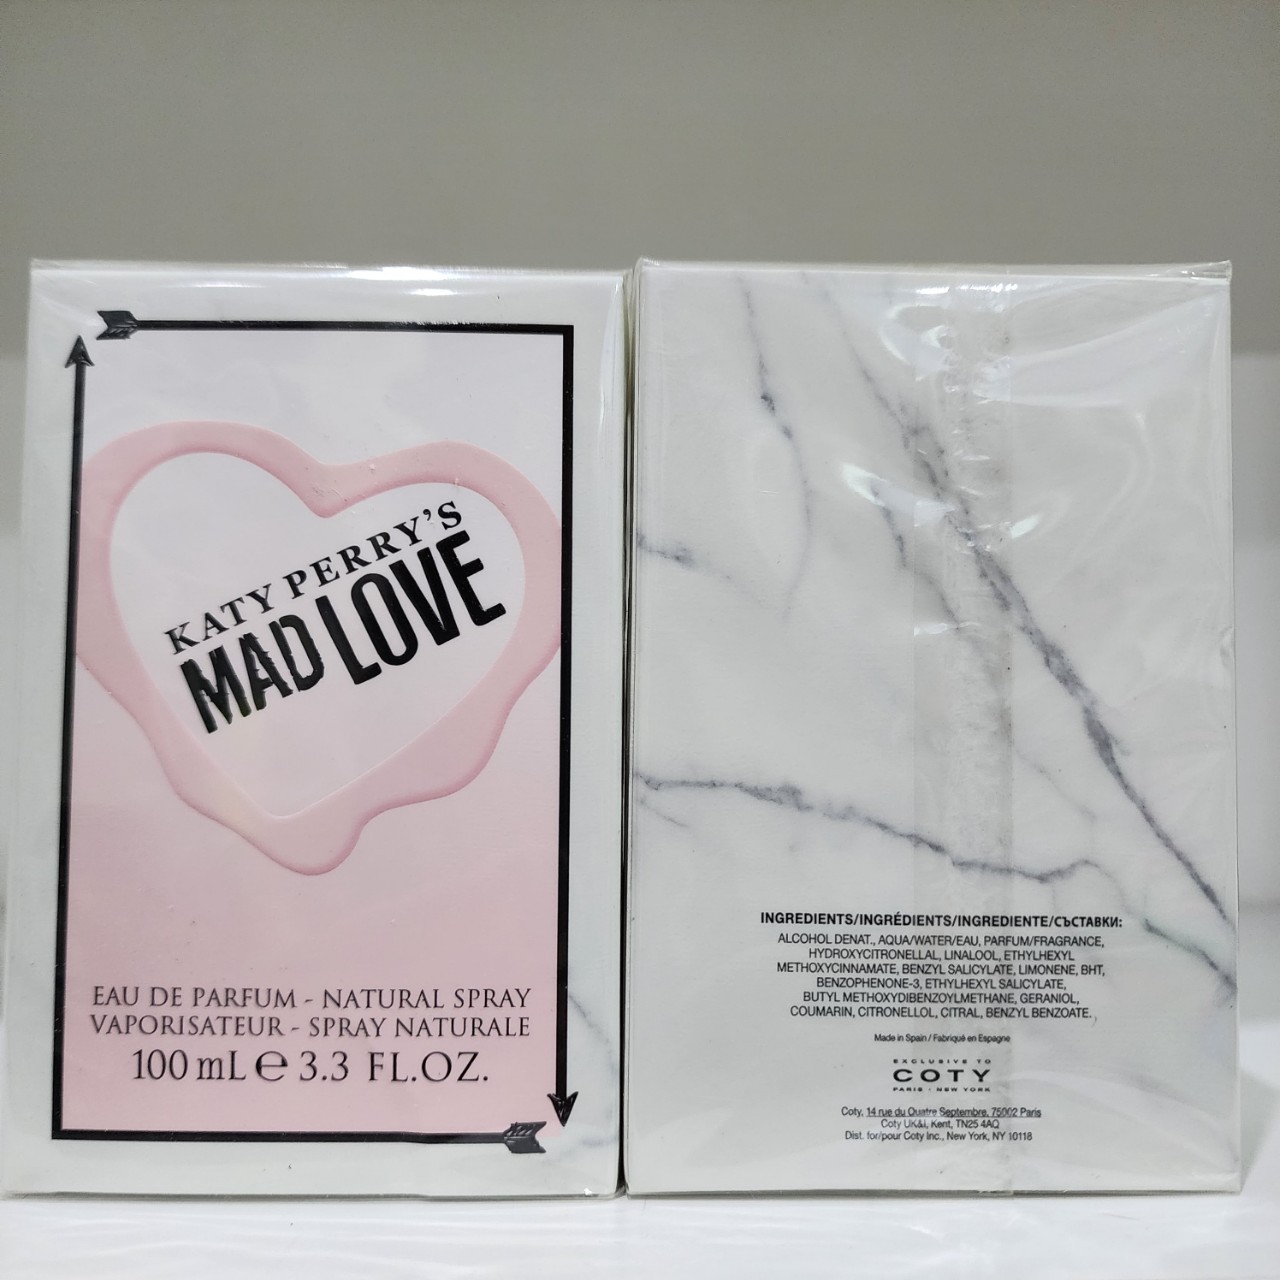 KATY PERRY'S
MAD LOVE
EAU DE PARFUM - NATURAL SPRAY
VAPORISATEUR - SPRAY NATURALE
100 mL ℮ 3.3 FL.OZ.
INGREDIENTS/INGRÉDIENTS/INGREDIENTE/СЪСТАВКИ:
ALCOHOL DENAT., AQUA/WATER/EAU, PARFUM/FRAGRANCE,
HYDROXYCITRONELLAL, LINALOOL, ETHYLHEXYL
METHOXYCINNAMATE, BENZYL SALICYLATE, LIMONENE, BHT,
BENZOPHENONE-3, ETHYLHEXYL SALICYLATE,
BUTYL METHOXYDIBENZOYLMETHANE, GERANIOL,
COUMARIN, CITRONELLOL, CITRAL, BENZYL BENZOATE.
Made in Spain / Fabriqué en Espagne
EXCLUSIVE TO
COTY
PARIS · NEW YORK
Coty, 14 rue du Quatre Septembre, 75002 Paris
Coty UK&I, Kent, TN25 4AQ
Dist. for/pour Coty Inc., New York, NY 10118